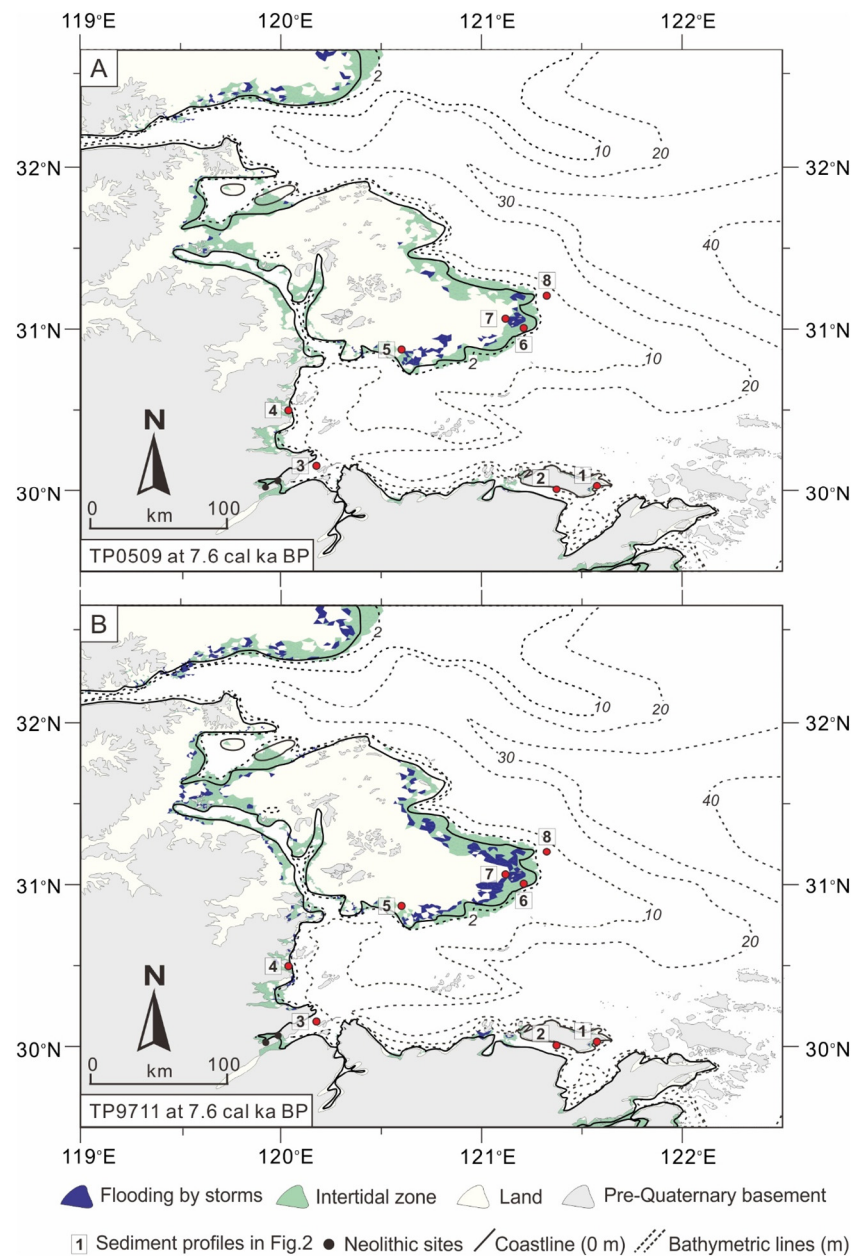 119°E 120°E 121°E 122°E
A
2
10
20
32°N 32°N
30
40
8
7
31°N 31°N
6
5
2
10
20
4
N
3
2 1
30°N 30°N
0 100
km
TP0509 at 7.6 cal ka BP
B
2
10
20
32°N 32°N
30
40
8
7
31°N 31°N
6
5
2
10
20
4
N
3
2 1
30°N 30°N
0 100
km
TP9711 at 7.6 cal ka BP
119°E 120°E 121°E 122°E
Flooding by storms Intertidal zone Land Pre-Quaternary basement
1 Sediment profiles in Fig.2 Neolithic sites Coastline (0 m) Bathymetric lines (m)